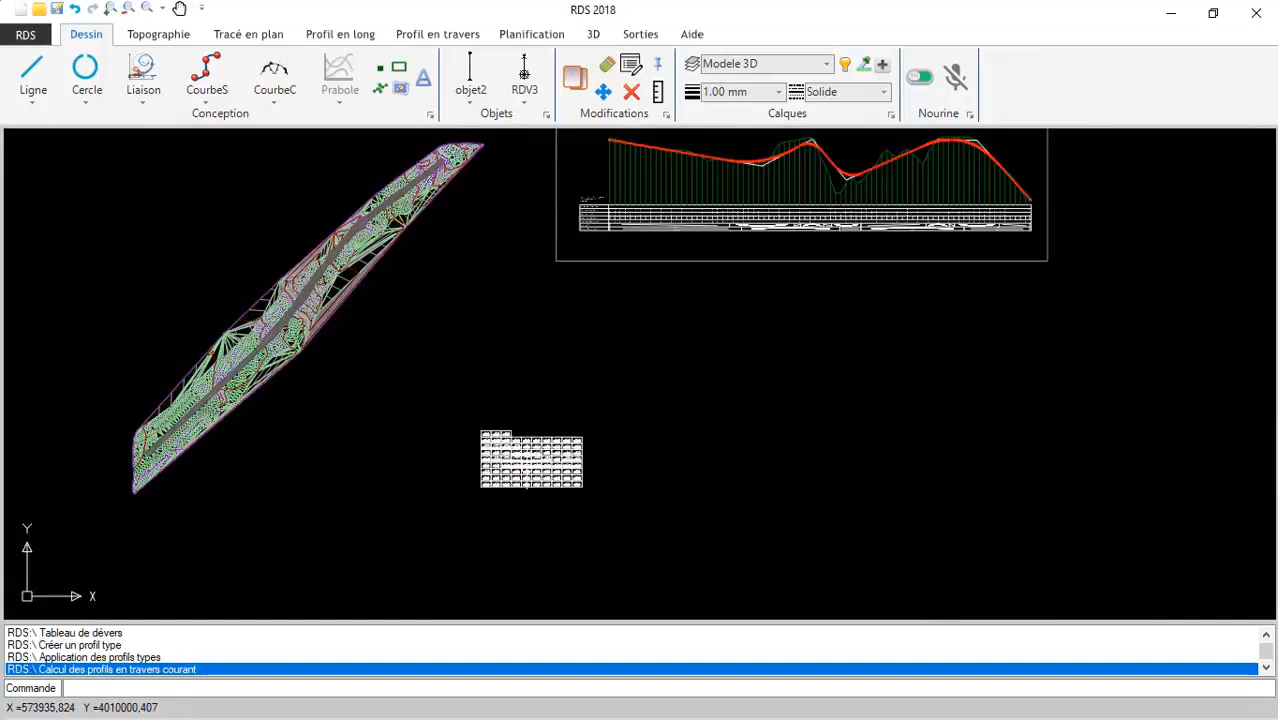 RDS 2018
RDS Dessin Topographie Tracé en plan Profil en long Profil en travers Planification 3D Sorties Aide
Ligne Cercle Liaison CourbeS CourbeC Prabole A objet2 RDV3 Modele 3D 1.00 mm Solide
Conception Objets Modifications Calques Nourine
Y
X
RDS:\ Tableau de dévers
RDS:\ Créer un profil type
RDS:\ Application des profils types
RDS:\ Calcul des profils en travers courant
Commande
X =573935,824 Y =4010000,407